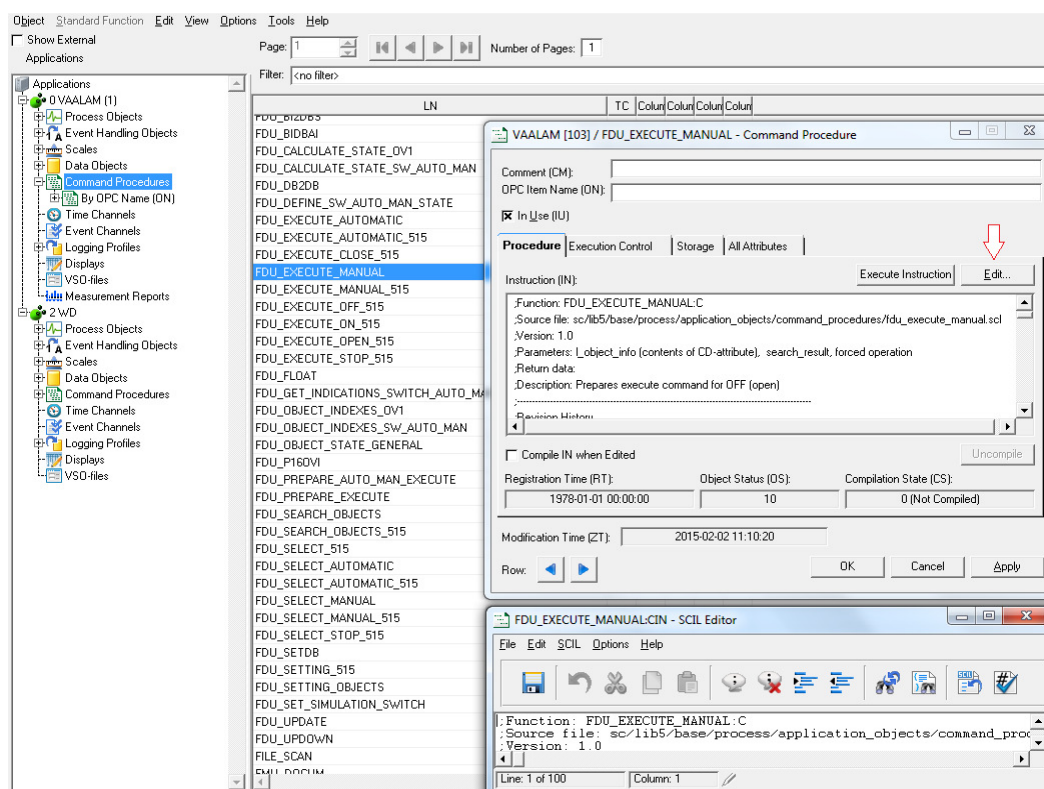 Object Standard Function Edit View Options Tools Help
Show External
Applications
Page: 1 Number of Pages: 1
Filter: <no filter>
Applications
0 VAALAM (1)
Process Objects
Event Handling Objects
Scales
Data Objects
Command Procedures
By OPC Name (ON)
Time Channels
Event Channels
Logging Profiles
Displays
VSO-files
Measurement Reports
2 WD
Process Objects
Event Handling Objects
Scales
Data Objects
Command Procedures
Time Channels
Event Channels
Logging Profiles
Displays
VSO-files
LN TC Colun Colun Colun Colun
FDU_BIDBAI
FDU_CALCULATE_STATE_OV1
FDU_CALCULATE_STATE_SW_AUTO_MAN
FDU_DB2DB
FDU_DEFINE_SW_AUTO_MAN_STATE
FDU_EXECUTE_AUTOMATIC
FDU_EXECUTE_AUTOMATIC_515
FDU_EXECUTE_CLOSE_515
FDU_EXECUTE_MANUAL
FDU_EXECUTE_MANUAL_515
FDU_EXECUTE_OFF_515
FDU_EXECUTE_ON_515
FDU_EXECUTE_OPEN_515
FDU_EXECUTE_STOP_515
FDU_FLOAT
FDU_GET_INDICATIONS_SWITCH_AUTO_MA
FDU_OBJECT_INDEXES_OV1
FDU_OBJECT_INDEXES_SW_AUTO_MAN
FDU_OBJECT_STATE_GENERAL
FDU_P16OVI
FDU_PREPARE_AUTO_MAN_EXECUTE
FDU_PREPARE_EXECUTE
FDU_SEARCH_OBJECTS
FDU_SEARCH_OBJECTS_515
FDU_SELECT_515
FDU_SELECT_AUTOMATIC
FDU_SELECT_AUTOMATIC_515
FDU_SELECT_MANUAL
FDU_SELECT_MANUAL_515
FDU_SELECT_STOP_515
FDU_SETDB
FDU_SETTING_515
FDU_SETTING_OBJECTS
FDU_SET_SIMULATION_SWITCH
FDU_UPDATE
FDU_UPDOWN
FILE_SCAN
VAALAM [103] / FDU_EXECUTE_MANUAL - Command Procedure
Comment (CM):
OPC Item Name (ON):
In Use (IU)
Procedure Execution Control Storage All Attributes
Instruction (IN): Execute Instruction Edit...
;Function: FDU_EXECUTE_MANUAL:C
;Source file: sc/lib5/base/process/application_objects/command_procedures/fdu_execute_manual.scl
;Version: 1.0
;Parameters: l_object_info (contents of CD-attribute), search_result, forced operation
;Return data:
;Description: Prepares execute command for OFF (open)
;Revision History
Compile IN when Edited Uncompile
Registration Time (RT): Object Status (OS): Compilation State (CS):
1978-01-01 00:00:00 10 0 (Not Compiled)
Modification Time (ZT): 2015-02-02 11:10:20
Row: OK Cancel Apply
FDU_EXECUTE_MANUAL:CIN - SCIL Editor
File Edit SCIL Options Help
SCIL
;Function: FDU_EXECUTE_MANUAL:C
;Source file: sc/lib5/base/process/application_objects/command_proc
;Version: 1.0
Line: 1 of 100 Column: 1